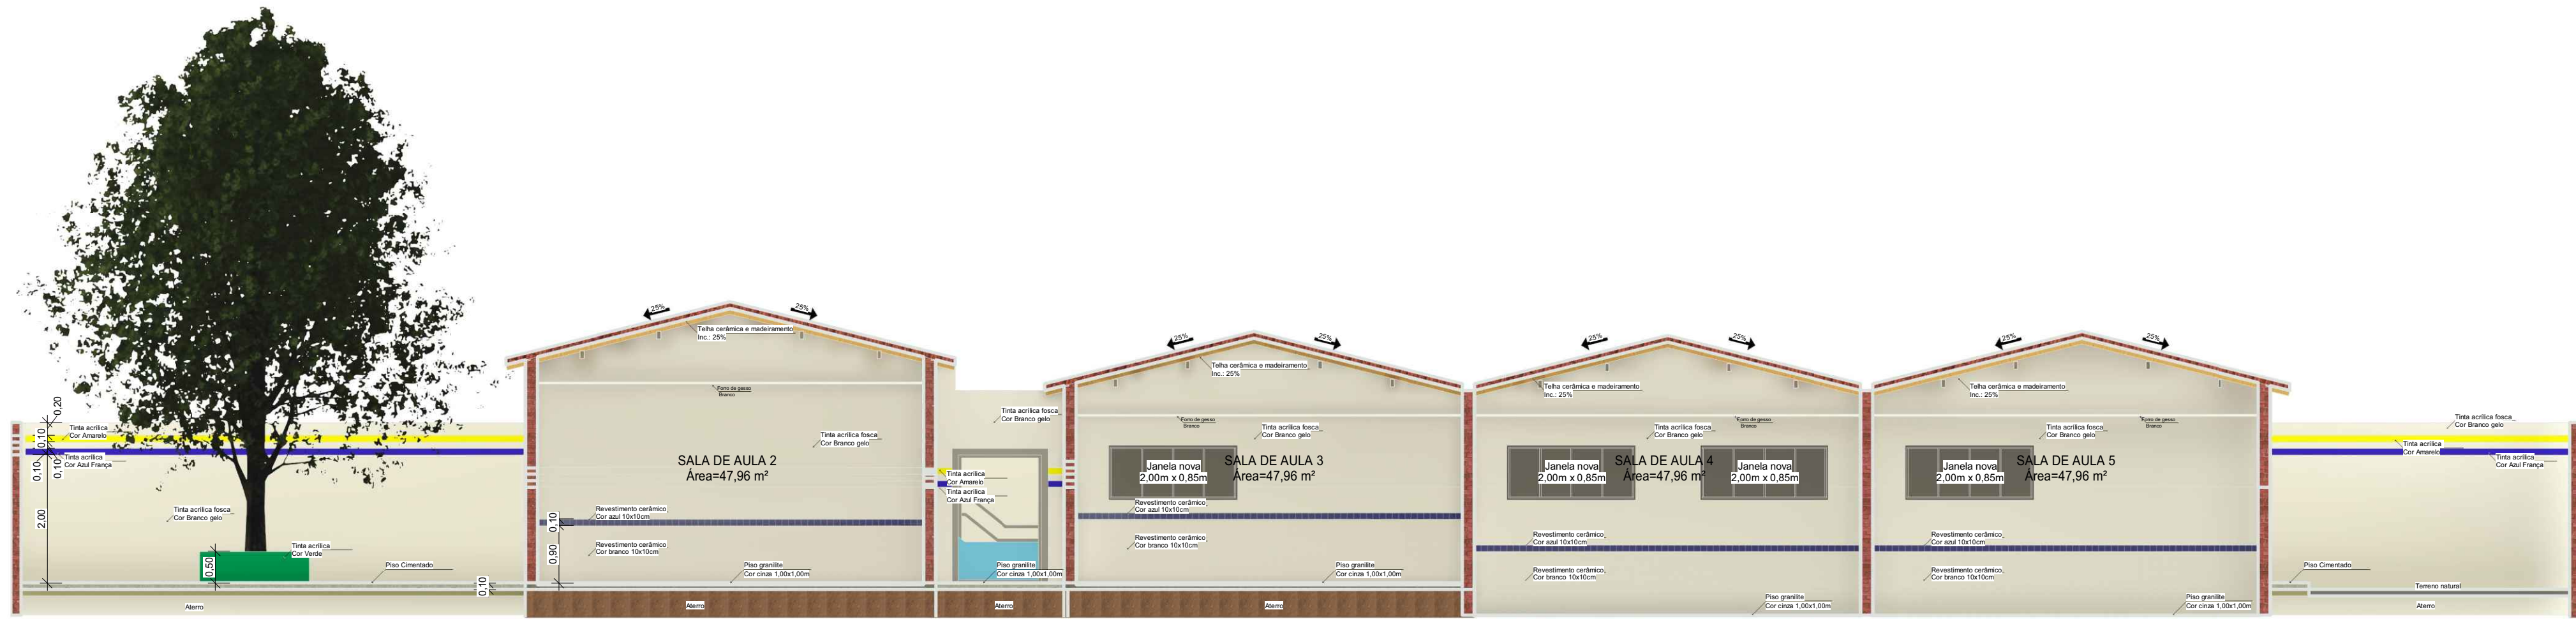 0,20
0,10
0,10
0,10
2,00
Tinta acrílica
Cor Amarelo
Tinta acrílica
Cor Azul França
Tinta acrílica fosca
Cor Branco gelo
0,50
Tinta acrílica
Cor Verde
Piso Cimentado
0,10
Aterro
25%
25%
Telha cerâmica e madeiramento
Inc.: 25%
Forro de gesso
Branco
Tinta acrílica fosca
Cor Branco gelo
SALA DE AULA 2
Área=47,96 m²
0,10
0,90
Revestimento cerâmico,
Cor azul 10x10cm
Revestimento cerâmico
Cor branco 10x10cm
Piso granilite
Cor cinza 1,00x1,00m
Aterro
Tinta acrílica fosca
Cor Branco gelo
Tinta acrílica
Cor Amarelo
Tinta acrílica
Cor Azul França
Piso granilite
Cor cinza 1,00x1,00m
Aterro
25%
25%
Telha cerâmica e madeiramento
Inc.: 25%
Forro de gesso
Branco
Tinta acrílica fosca
Cor Branco gelo
Janela nova
2,00m x 0,85m
SALA DE AULA 3
Área=47,96 m²
Revestimento cerâmico,
Cor azul 10x10cm
Revestimento cerâmico
Cor branco 10x10cm
Piso granilite
Cor cinza 1,00x1,00m
Aterro
25%
25%
Telha cerâmica e madeiramento
Inc.: 25%
Forro de gesso
Branco
Tinta acrílica fosca
Cor Branco gelo
Janela nova
2,00m x 0,85m
SALA DE AULA 4
Área=47,96 m²
Janela nova
2,00m x 0,85m
Revestimento cerâmico,
Cor azul 10x10cm
Revestimento cerâmico,
Cor branco 10x10cm
Piso granilite
Cor cinza 1,00x1,00m
25%
25%
Telha cerâmica e madeiramento
Inc.: 25%
Forro de gesso
Branco
Tinta acrílica fosca
Cor Branco gelo
Janela nova
2,00m x 0,85m
SALA DE AULA 5
Área=47,96 m²
Revestimento cerâmico,
Cor azul 10x10cm
Revestimento cerâmico,
Cor branco 10x10cm
Piso granilite
Cor cinza 1,00x1,00m
Tinta acrílica fosca
Cor Branco gelo
Tinta acrílica
Cor Amarelo
Tinta acrílica
Cor Azul França
Piso Cimentado
Terreno natural
Aterro